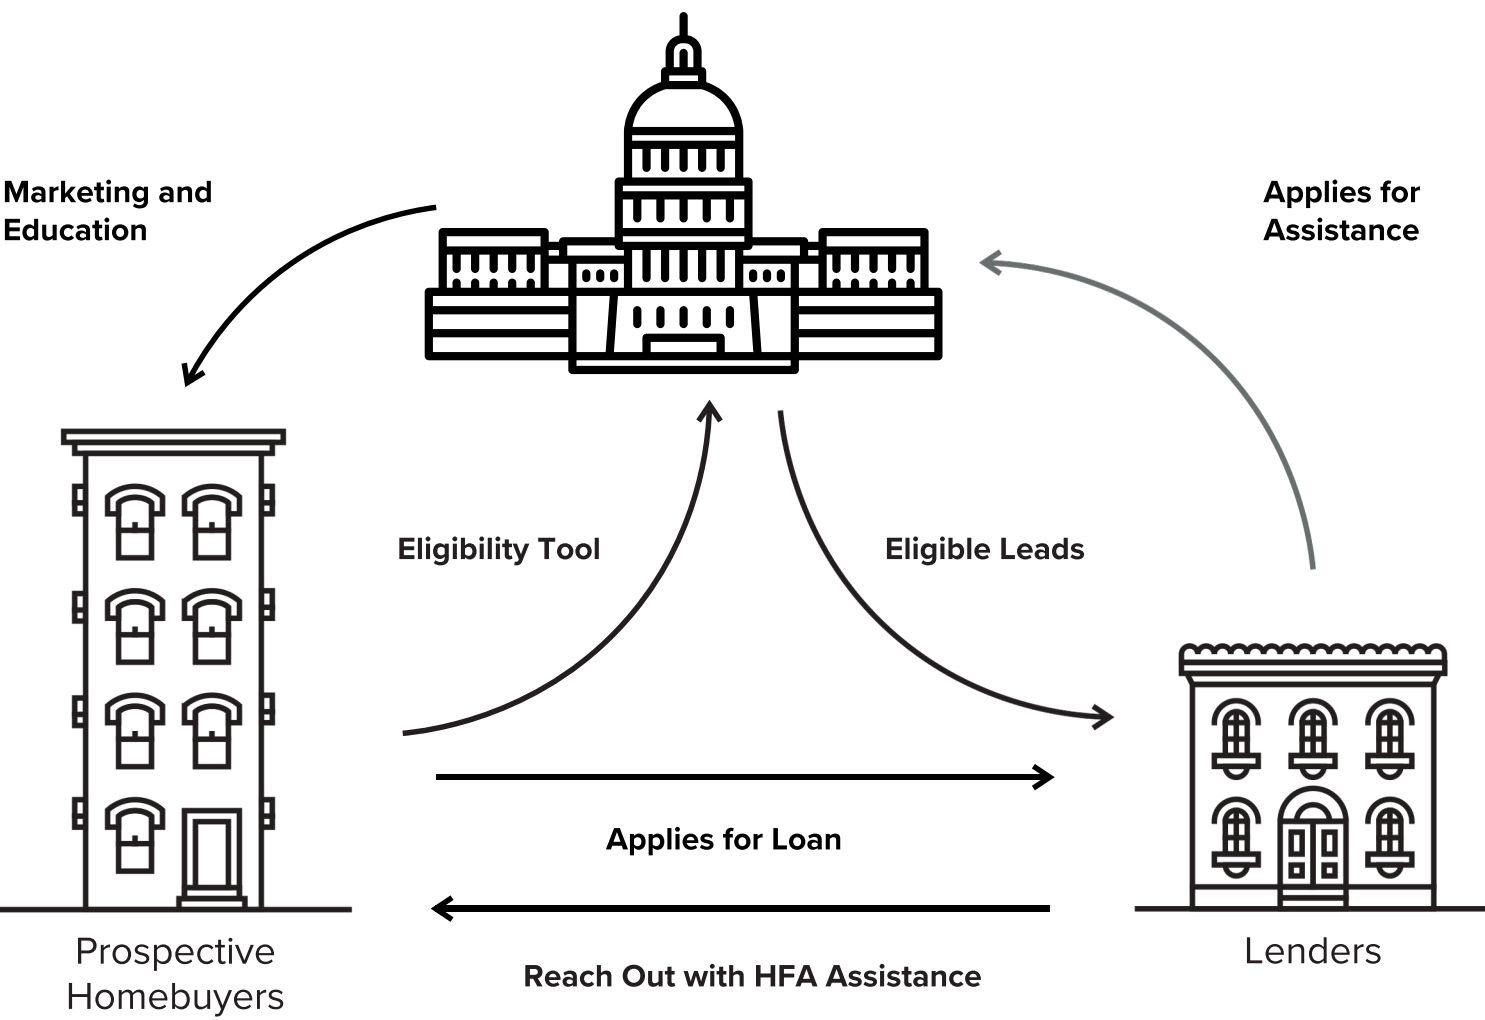 Marketing and
Education
Applies for
Assistance
Eligibility Tool
Eligible Leads
Applies for Loan
Reach Out with HFA Assistance
Prospective
Homebuyers
Lenders